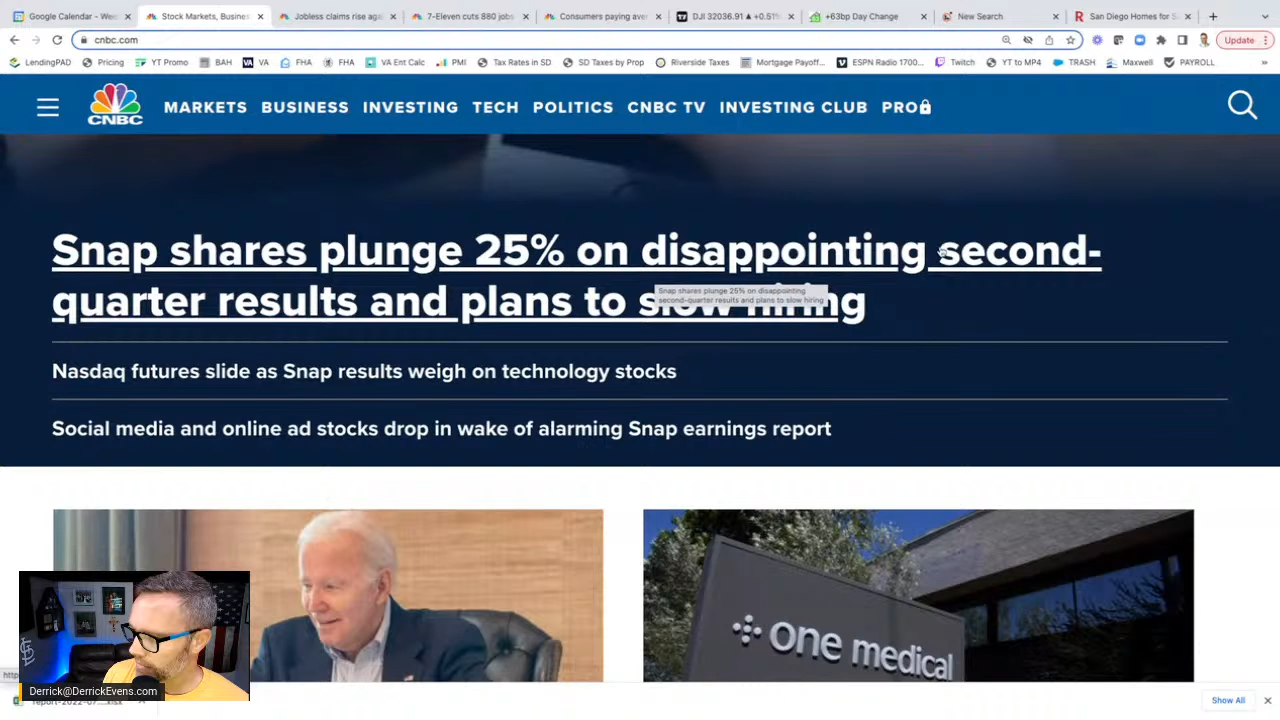 Google Calendar - Wee
Stock Markets, Busines
Jobless claims rise aga
7-Eleven cuts 880 jobs
Consumers paying ave
DJI 32036.91 ▲ +0.51%
+63bp Day Change
New Search
San Diego Homes for S
cnbc.com
Update
LendingPAD
Pricing
YT Promo
BAH
VA
FHA
FHA
VA Ent Calc
PMI
Tax Rates in SD
SD Taxes by Prop
Riverside Taxes
Mortgage Payoff...
ESPN Radio 1700...
Twitch
YT to MP4
TRASH
Maxwell
PAYROLL
CNBC
MARKETS
BUSINESS
INVESTING
TECH
POLITICS
CNBC TV
INVESTING CLUB
PRO
Snap shares plunge 25% on disappointing second-
quarter results and plans to slow hiring
Snap shares plunge 25% on disappointing
second-quarter results and plans to slow hiring
Nasdaq futures slide as Snap results weigh on technology stocks
Social media and online ad stocks drop in wake of alarming Snap earnings report
one medical
Derrick@DerrickEvens.com
report-2022-07....xlsx
Show All